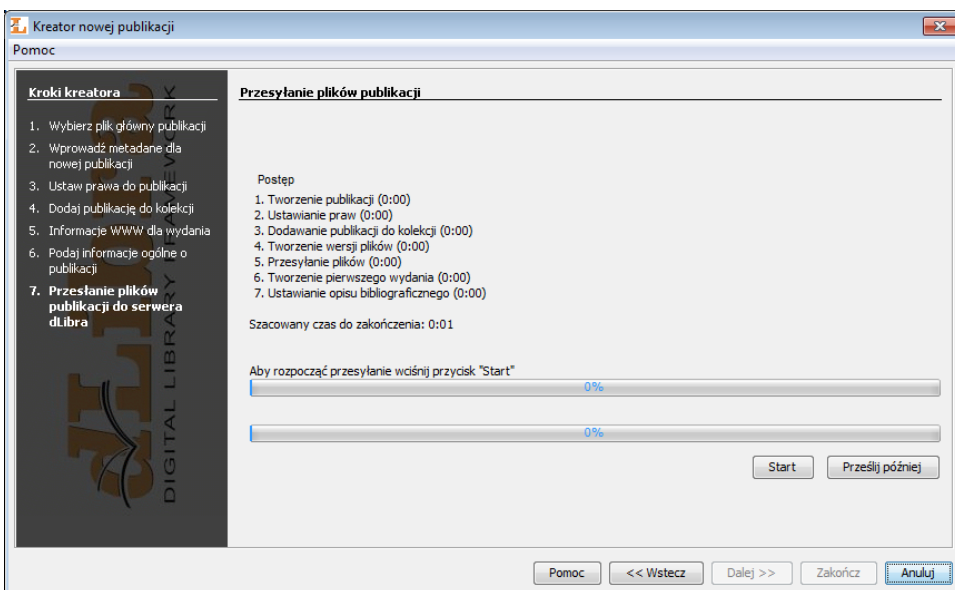 Kreator nowej publikacji
Pomoc
Kroki kreatora
1. Wybierz plik główny publikacji
2. Wprowadź metadane dla
nowej publikacji
3. Ustaw prawa do publikacji
4. Dodaj publikację do kolekcji
5. Informacje WWW dla wydania
6. Podaj informacje ogólne o
publikacji
7. Przesłanie plików
publikacji do serwera
dLibra
dLibra
DIGITAL LIBRARY FRAMEWORK
Przesyłanie plików publikacji
Postęp
1. Tworzenie publikacji (0:00)
2. Ustawianie praw (0:00)
3. Dodawanie publikacji do kolekcji (0:00)
4. Tworzenie wersji plików (0:00)
5. Przesyłanie plików (0:00)
6. Tworzenie pierwszego wydania (0:00)
7. Ustawianie opisu bibliograficznego (0:00)
Szacowany czas do zakończenia: 0:01
Aby rozpocząć przesyłanie wciśnij przycisk "Start"
0%
0%
Start Prześlij później
Pomoc << Wstecz Dalej >> Zakończ Anuluj